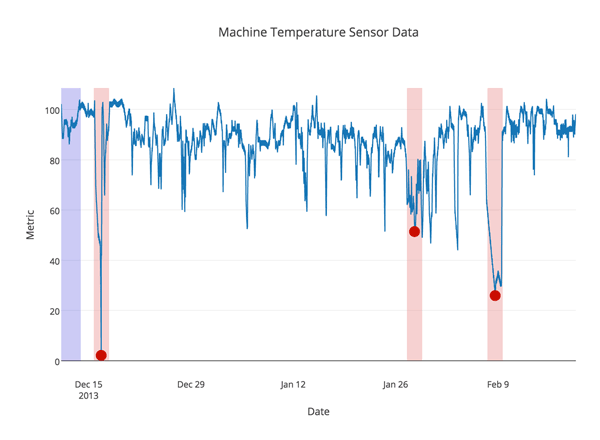 Machine Temperature Sensor Data
100
80
60
40
20
0
Metric
Dec 15
2013
Dec 29
Jan 12
Jan 26
Feb 9
Date